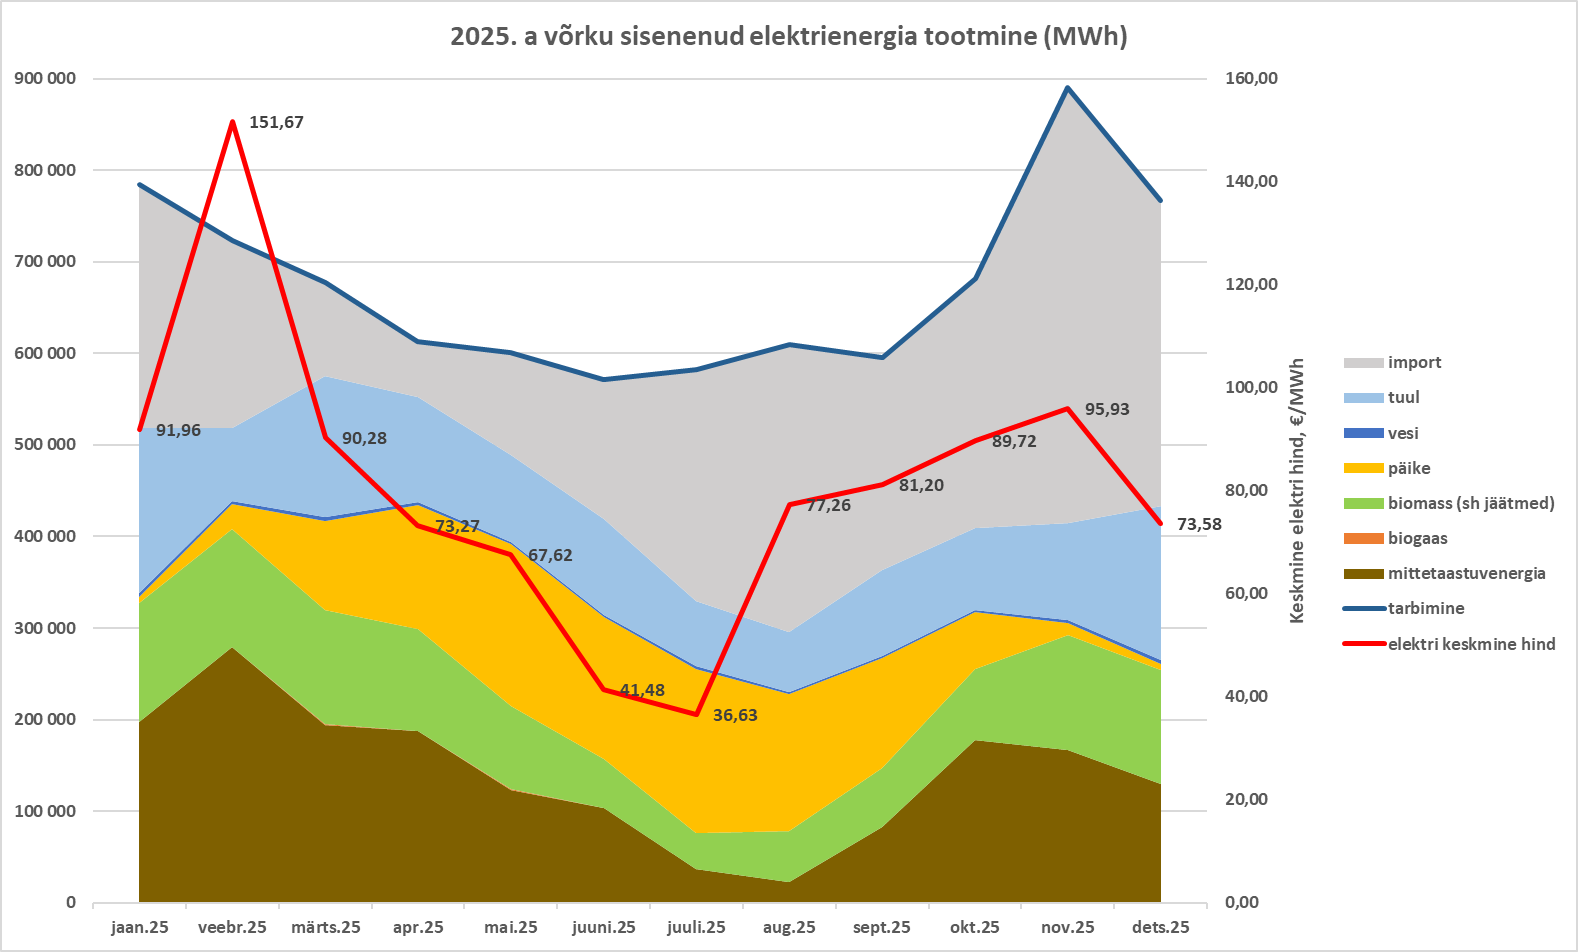 2025. a võrku sisenenud elektrienergia tootmine (MWh)
900 000
800 000
700 000
600 000
500 000
400 000
300 000
200 000
100 000
0
151,67
91,96
90,28
73,27
67,62
41,48
36,63
77,26
81,20
89,72
95,93
73,58
160,00
140,00
120,00
100,00
80,00
60,00
40,00
20,00
0,00
Keskmine elektri hind, €/MWh
jaan.25
veebr.25
märts.25
apr.25
mai.25
juuni.25
juuli.25
aug.25
sept.25
okt.25
nov.25
dets.25
import
tuul
vesi
päike
biomass (sh jäätmed)
biogaas
mittetaastuvenergia
tarbimine
elektri keskmine hind